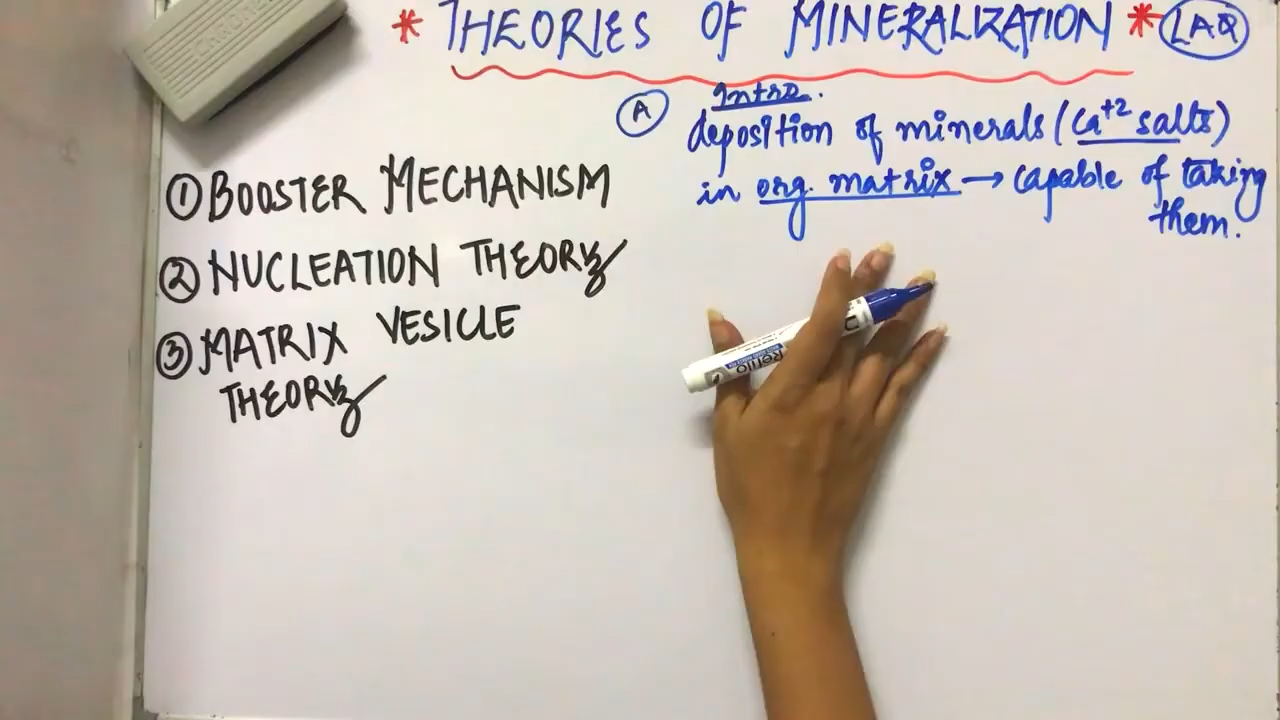 * THEORIES OF MINERALIZATION * LAQ
① BOOSTER MECHANISM
② NUCLEATION THEORY
③ MATRIX VESICLE
THEORY
Ⓐ Intro.
deposition of minerals (Ca+2 salts)
in org. matrix → capable of taking
them.
Refilo